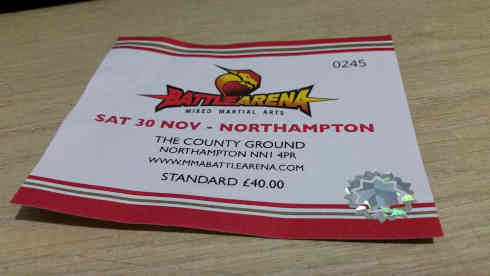 0245
BATTLEARENA
MIXED MARTIAL ARTS
SAT 30 NOV - NORTHAMPTON
THE COUNTY GROUND
NORTHAMPTON NN1 4PR
WWW.MMABATTLEARENA.COM
STANDARD £40.00